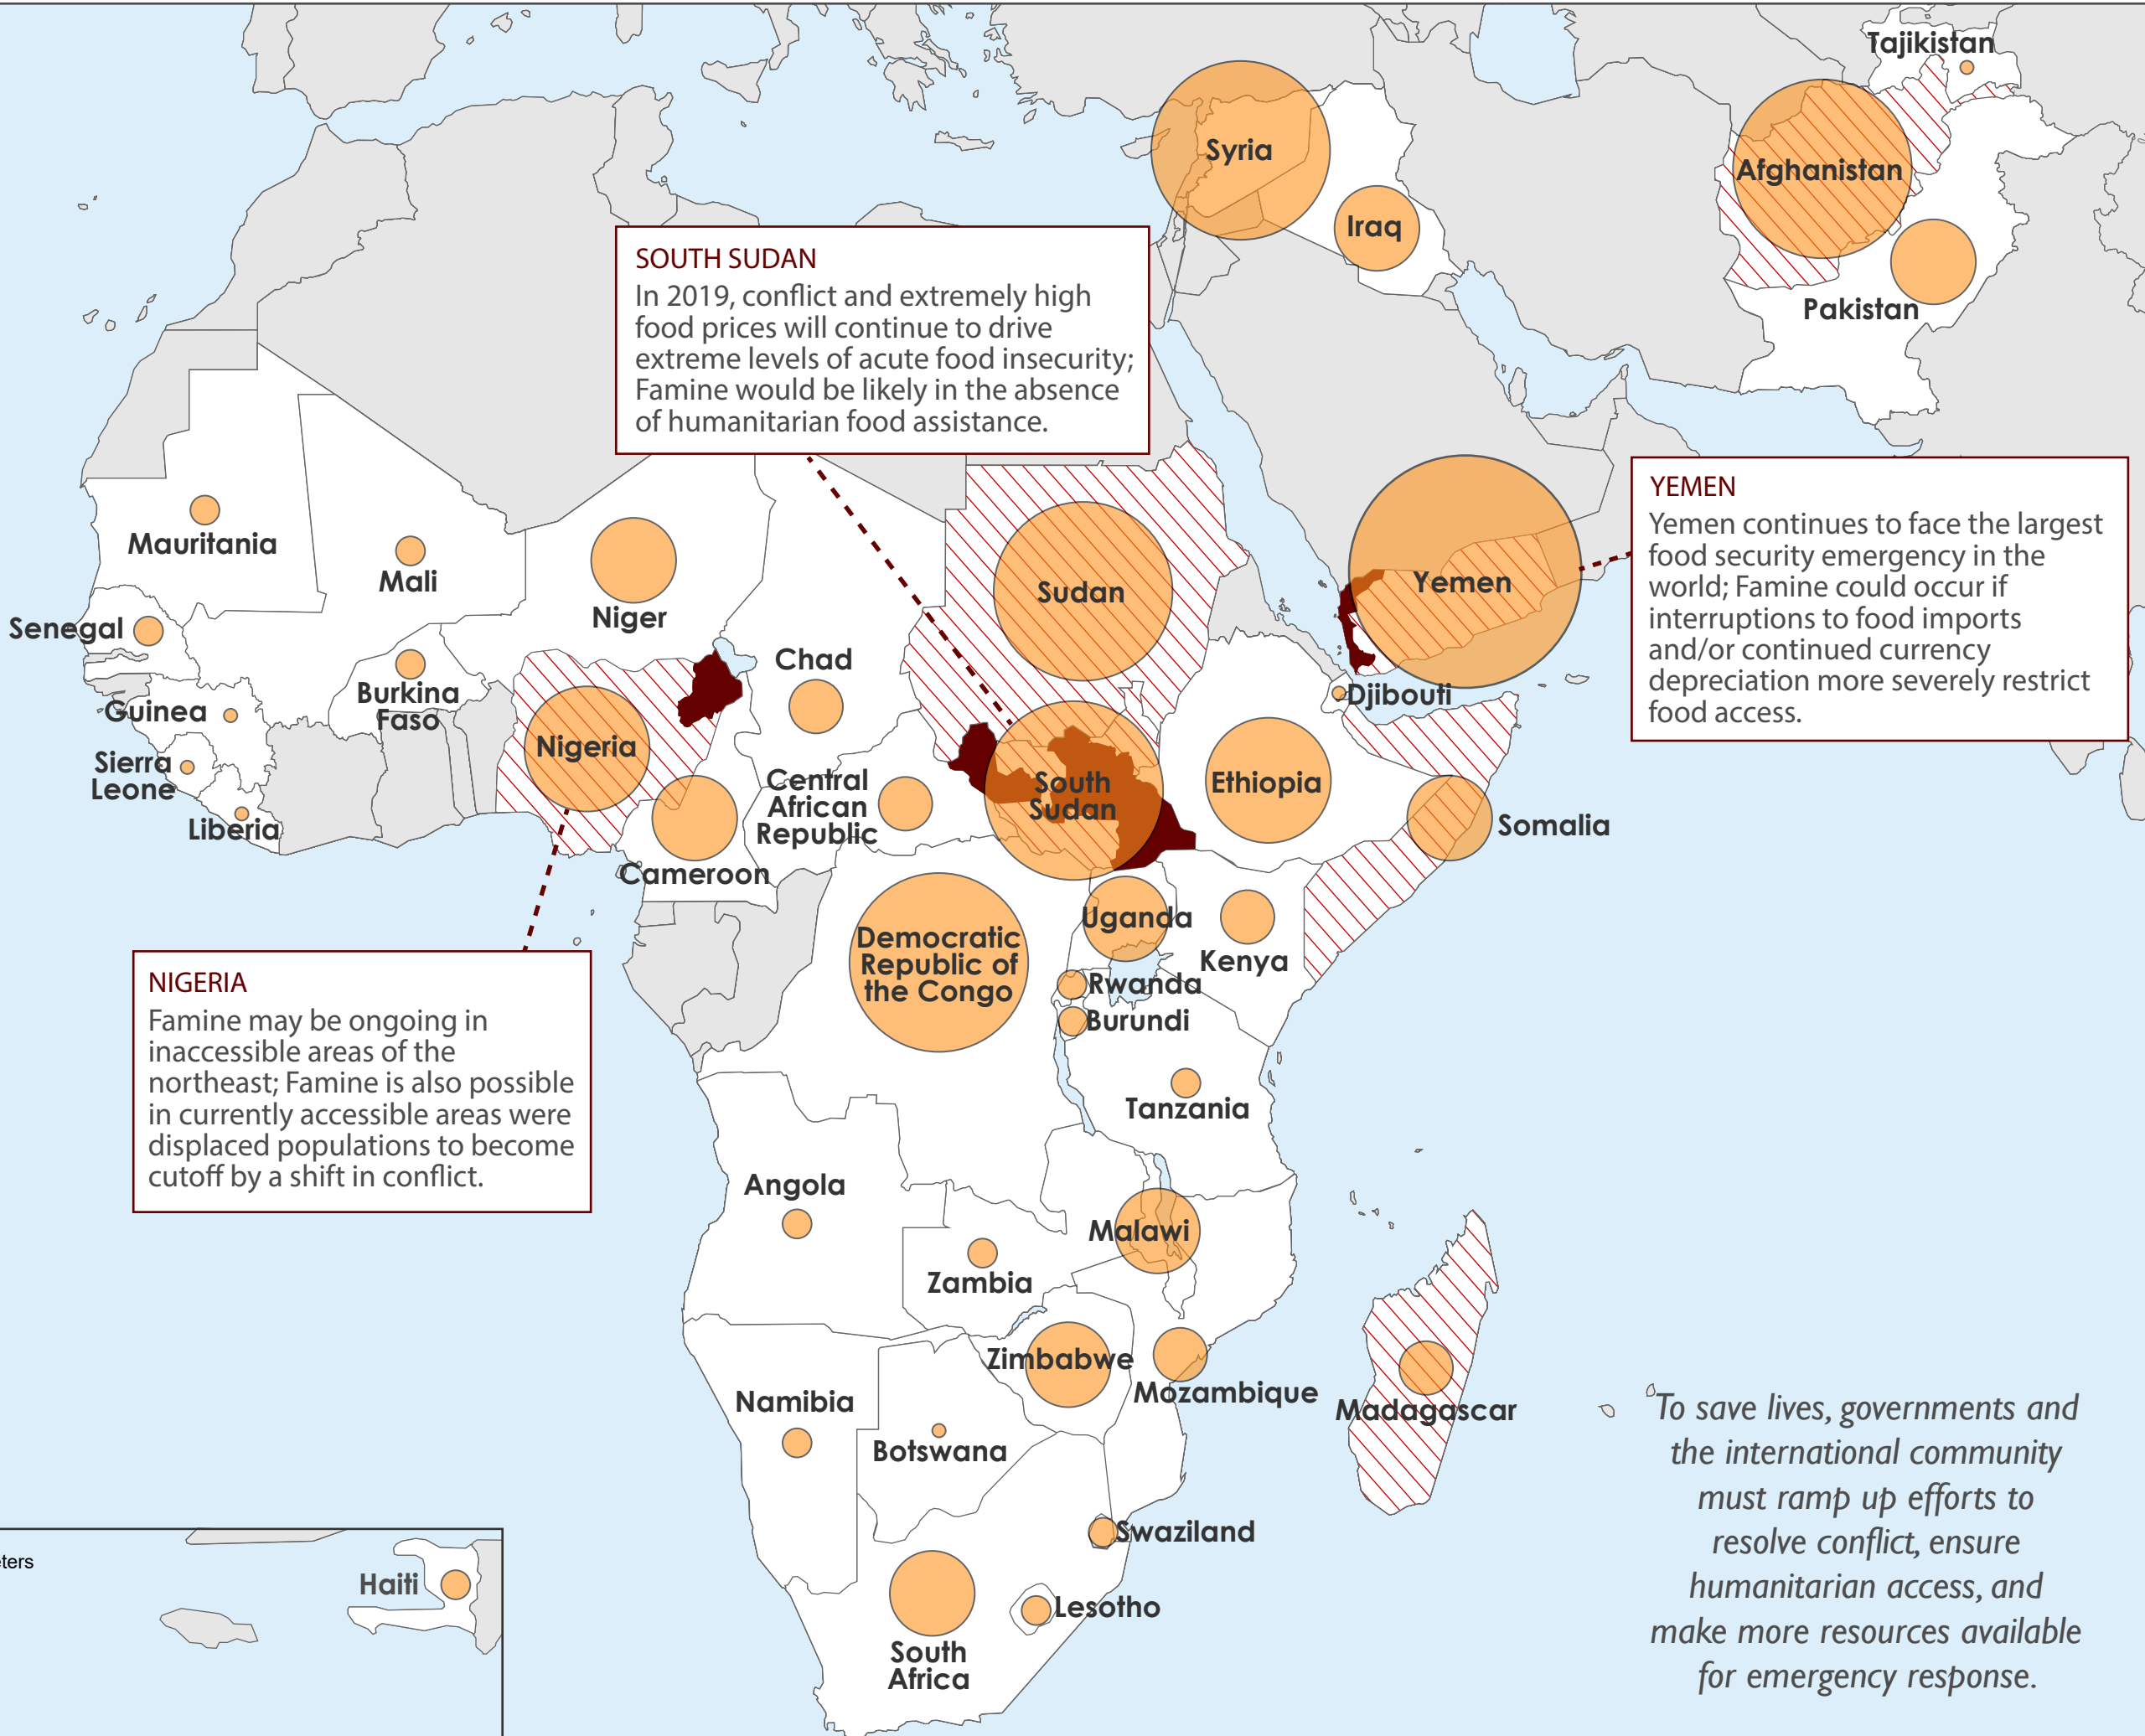 Tajikistan
Syria
Afghanistan
Iraq
Pakistan
SOUTH SUDAN
In 2019, conflict and extremely high
food prices will continue to drive
extreme levels of acute food insecurity;
Famine would be likely in the absence
of humanitarian food assistance.
YEMEN
Yemen continues to face the largest
food security emergency in the
world; Famine could occur if
interruptions to food imports
and/or continued currency
depreciation more severely restrict
food access.
Mauritania
Mali
Niger
Sudan
Yemen
Senegal
Chad
Burkina
Faso
Djibouti
Guinea
Nigeria
Sierra
Leone
Central
African
Republic
South
Sudan
Ethiopia
Liberia
Somalia
Cameroon
Uganda
Democratic
Republic of
the Congo
Kenya
Rwanda
Burundi
NIGERIA
Famine may be ongoing in
inaccessible areas of the
northeast; Famine is also possible
in currently accessible areas were
displaced populations to become
cutoff by a shift in conflict.
Tanzania
Angola
Malawi
Zambia
Zimbabwe
Mozambique
Namibia
Madagascar
Botswana
Swaziland
Lesotho
South
Africa
To save lives, governments and
the international community
must ramp up efforts to
resolve conflict, ensure
humanitarian access, and
make more resources available
for emergency response.
eters
Haiti